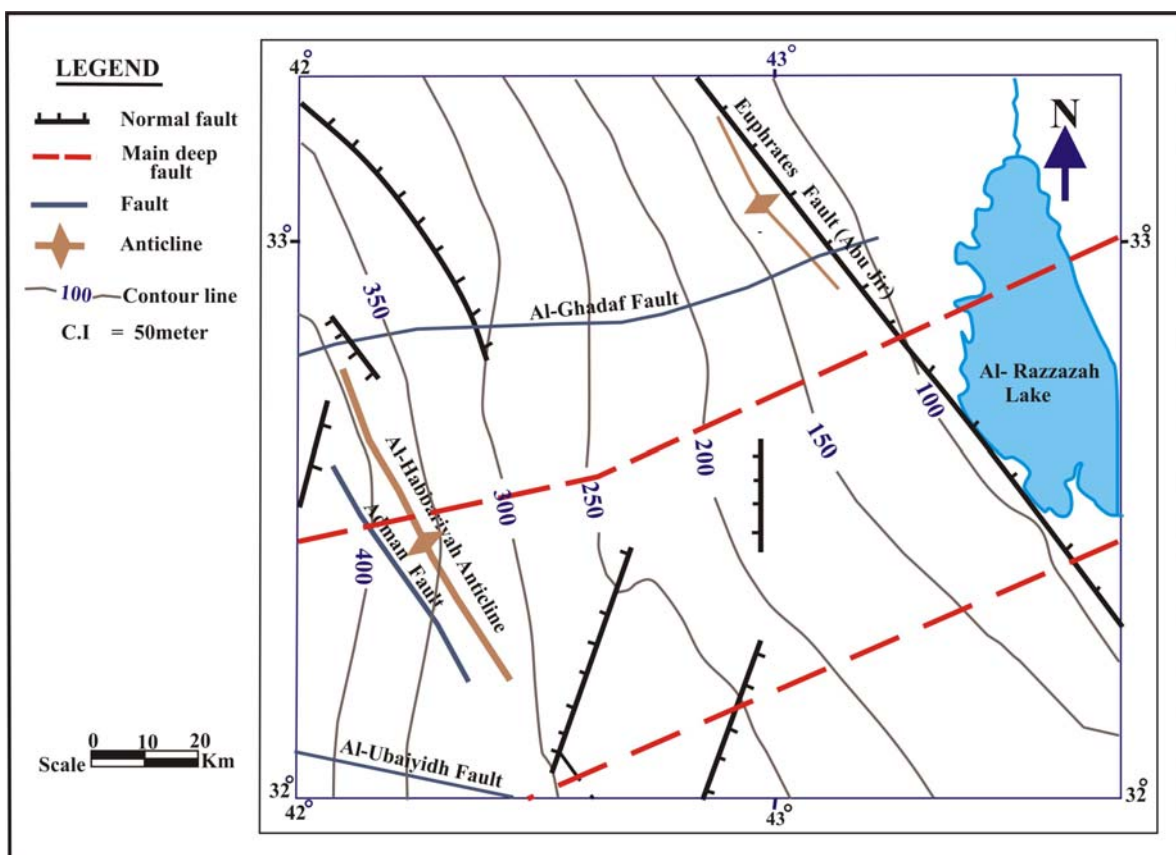 LEGEND
Normal fault
Main deep
fault
Fault
Anticline
100 Contour line
C.I = 50meter
0 10 20
Scale Km
42°
43°
N
Euphrates Fault (Abu Jir)
33°
33°
350
Al-Ghadaf Fault
Al- Razzazah
Lake
100
150
200
250
300
Al-Habbariyah Anticline
Adman Fault
400
Al-Ubaiyidh Fault
32°
32°
42°
43°